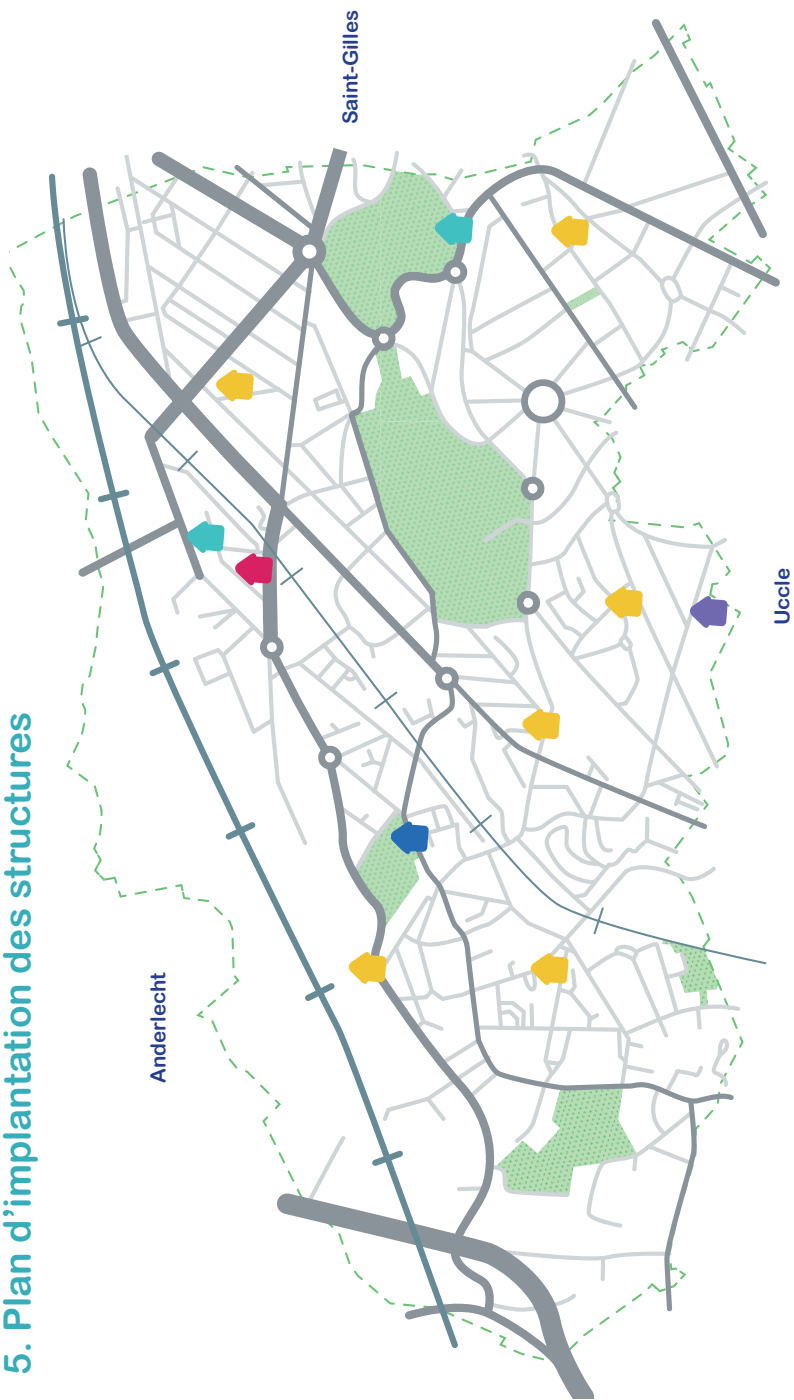 5. Plan d’implantation des structures
Anderlecht
Saint-Gilles
Uccle